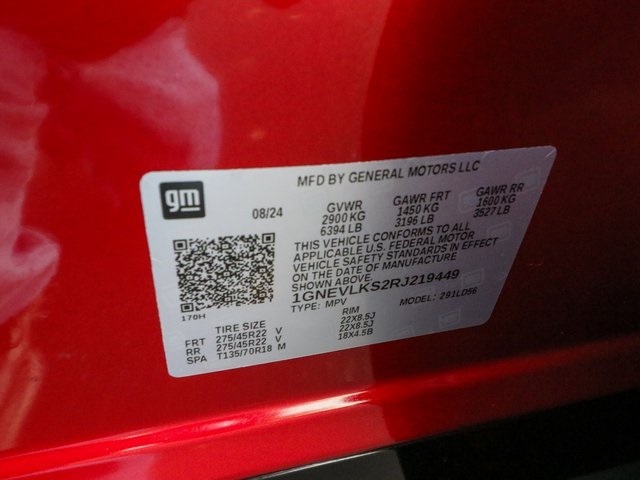 MFD BY GENERAL MOTORS LLC
gm
08/24
GVWR GAWR FRT GAWR RR
2900 KG 1450 KG 1600 KG
6394 LB 3196 LB 3527 LB
THIS VEHICLE CONFORMS TO ALL
APPLICABLE U.S. FEDERAL MOTOR
VEHICLE SAFETY STANDARDS IN EFFECT
ON THE DATE OF MANUFACTURE
SHOWN ABOVE.
1GNEVLKS2RJ219449
TYPE: MPV MODEL: 291LD56
170H
TIRE SIZE RIM
FRT 275/45R22 V 22X8.5J
RR 275/45R22 V 22X8.5J
SPA T135/70R18 M 18X4.5B